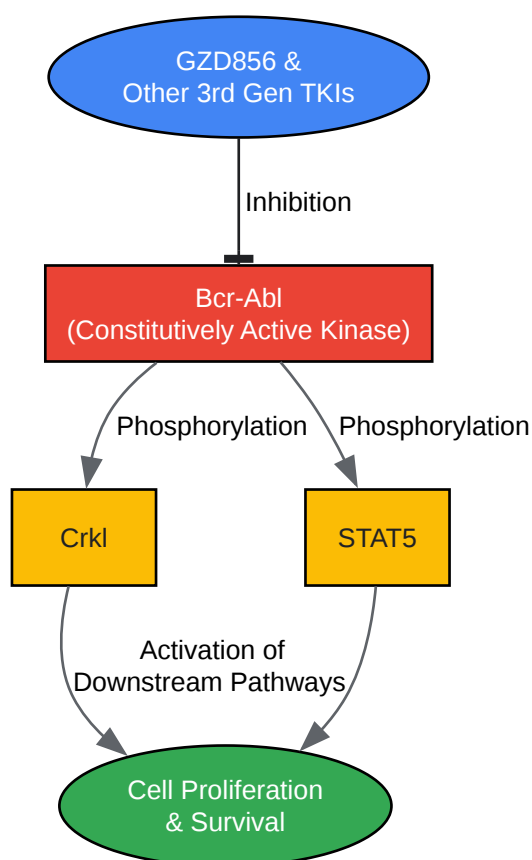 GZD856 &
Other 3rd Gen TKIs
Inhibition
Bcr-Abl
(Constitutively Active Kinase)
Phosphorylation
Phosphorylation
Crkl
STAT5
Activation of
Downstream Pathways
Cell Proliferation
& Survival